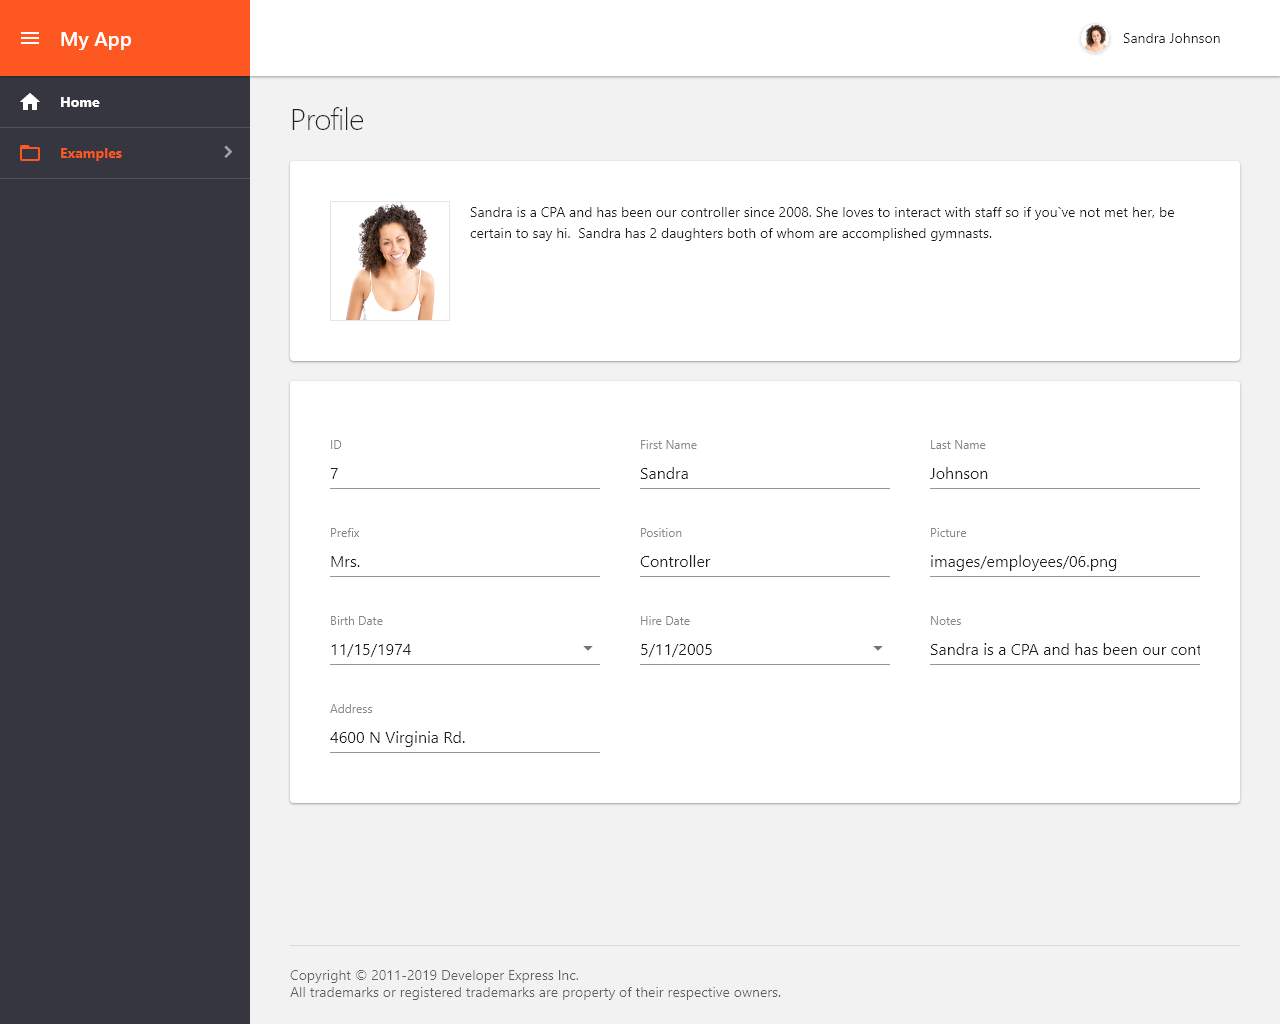 My App
Sandra Johnson
Home
Examples
Profile
Sandra is a CPA and has been our controller since 2008. She loves to interact with staff so if you`ve not met her, be
certain to say hi.  Sandra has 2 daughters both of whom are accomplished gymnasts.
ID
First Name
Last Name
7
Sandra
Johnson
Prefix
Position
Picture
Mrs.
Controller
images/employees/06.png
Birth Date
Hire Date
Notes
11/15/1974
5/11/2005
Sandra is a CPA and has been our cont
Address
4600 N Virginia Rd.
Copyright © 2011-2019 Developer Express Inc.
All trademarks or registered trademarks are property of their respective owners.